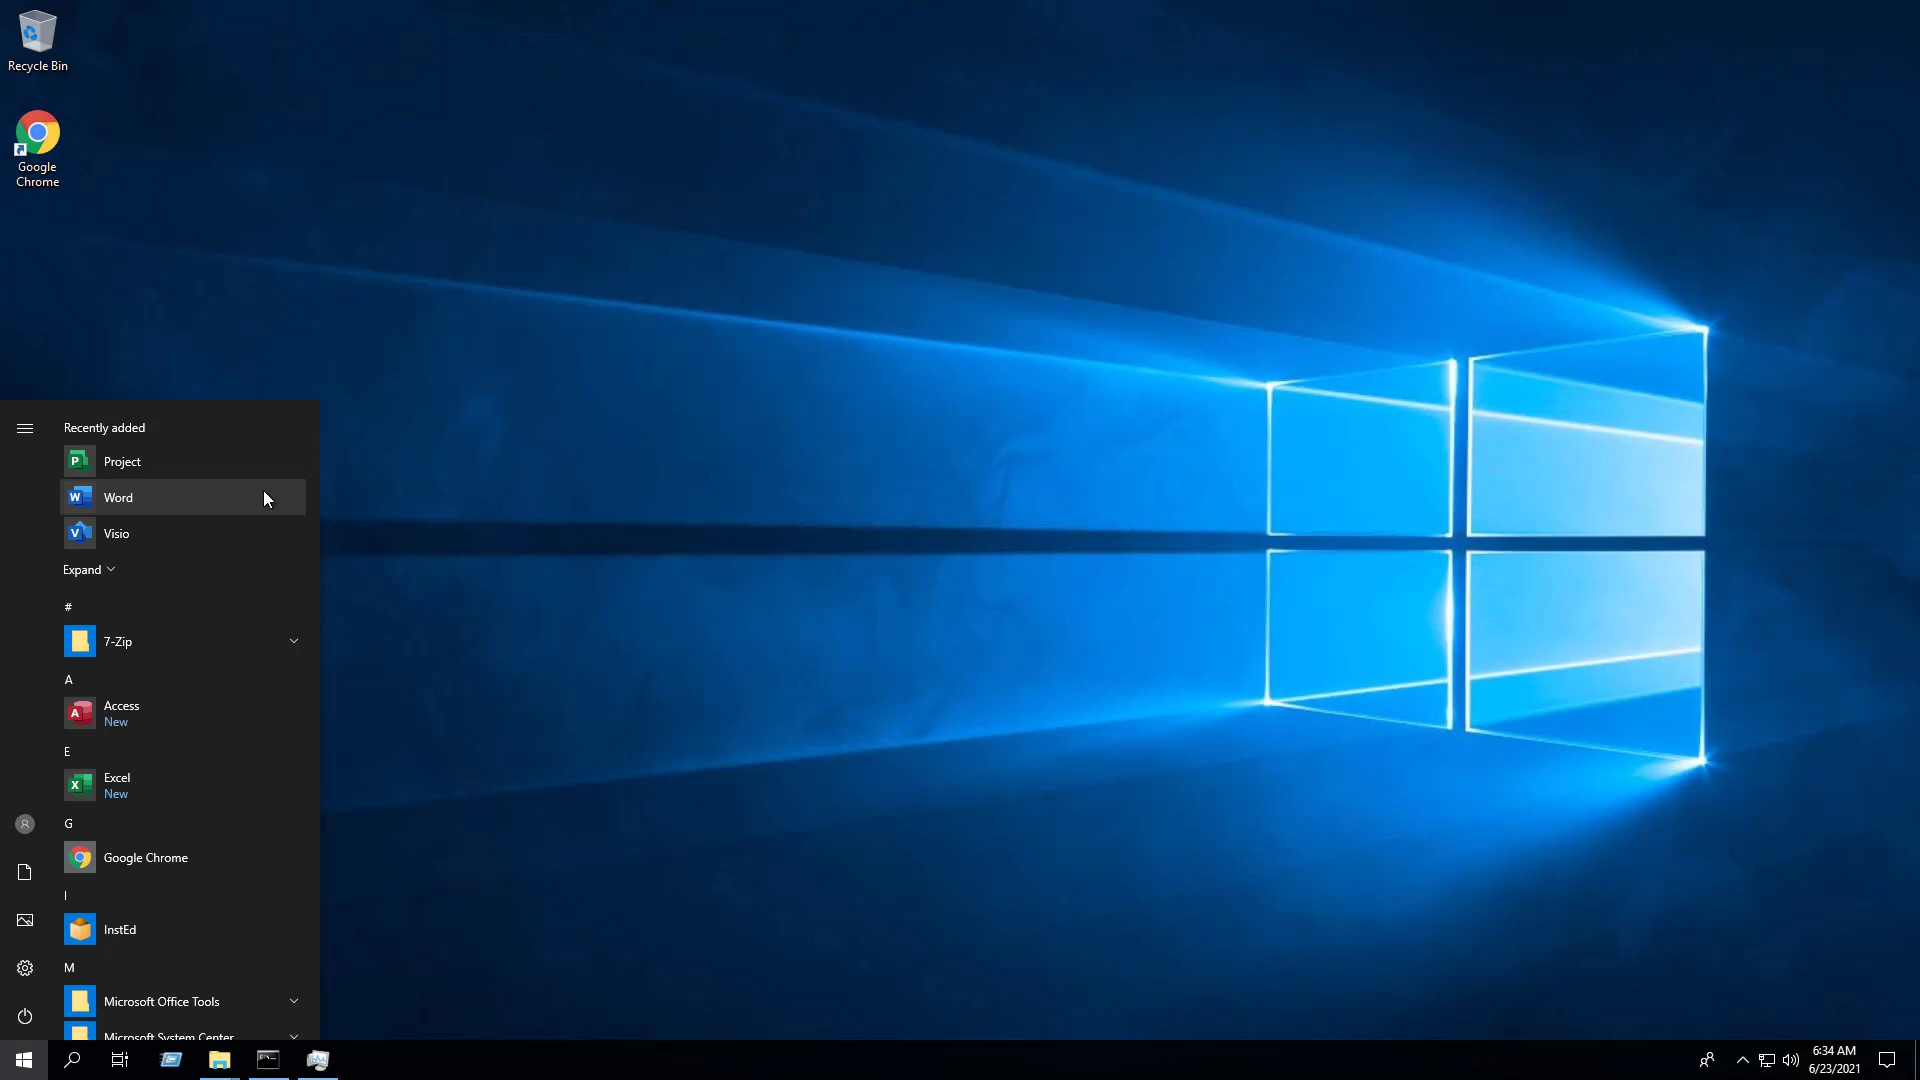 Recycle Bin
Google
Chrome
Recently added
Project
Word
Visio
Expand
#
7-Zip
A
Access
New
E
Excel
New
G
Google Chrome
I
InstEd
M
Microsoft Office Tools
Microsoft System Center
6:34 AM
6/23/2021